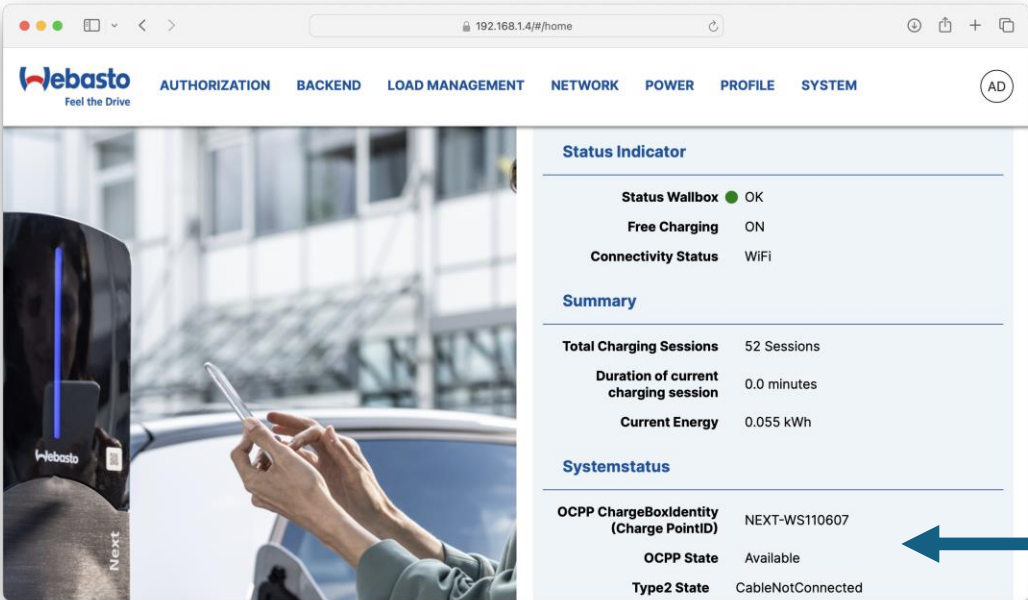 192.168.1.4/#/home
Webasto
Feel the Drive
AUTHORIZATION BACKEND LOAD MANAGEMENT NETWORK POWER PROFILE SYSTEM AD
Status Indicator
Status Wallbox OK
Free Charging ON
Connectivity Status WiFi
Summary
Total Charging Sessions 52 Sessions
Duration of current
charging session 0.0 minutes
Current Energy 0.055 kWh
Systemstatus
OCPP ChargeBoxIdentity
(Charge PointID) NEXT-WS110607
OCPP State Available
Type2 State CableNotConnected
Webasto
Next